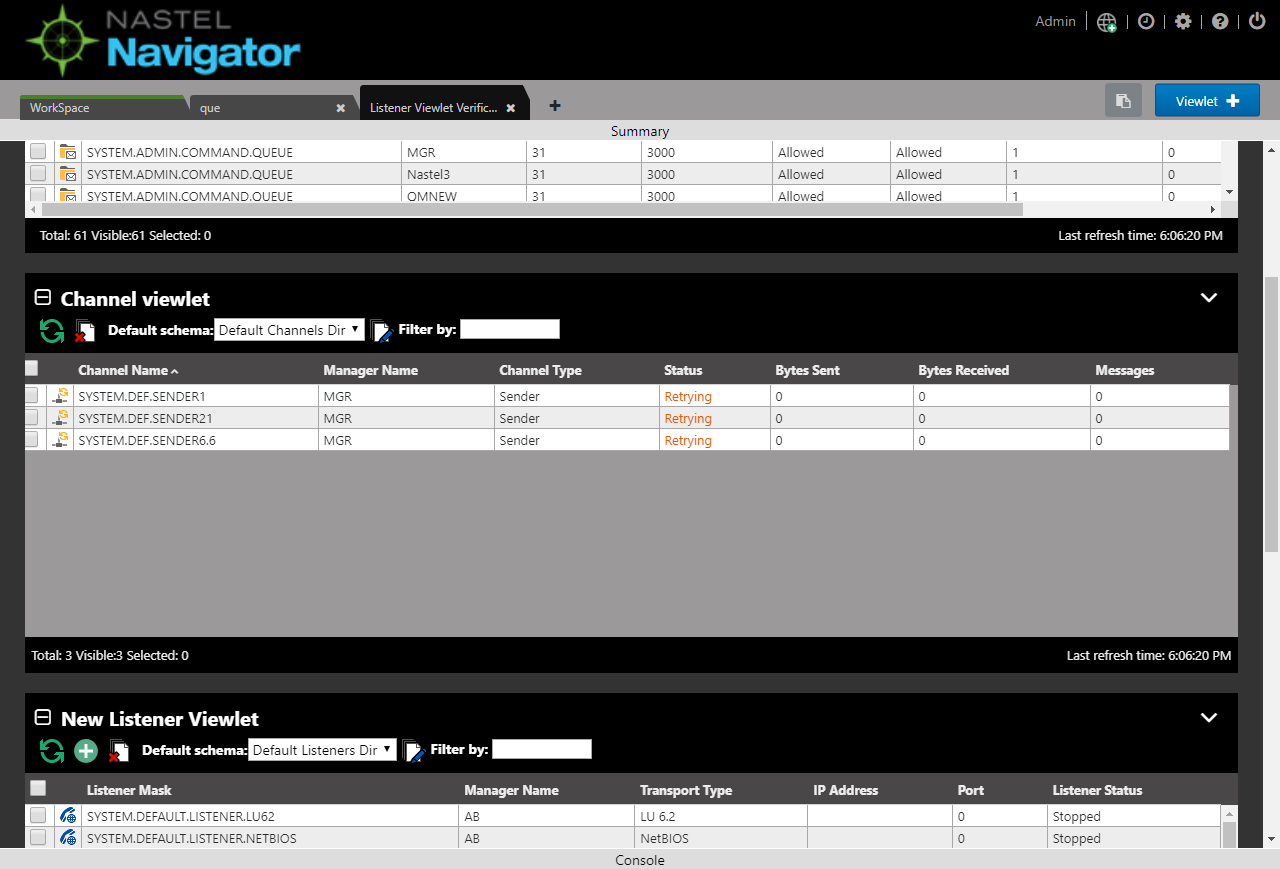 NASTEL
Navigator
Admin
WorkSpace
que
Listener Viewlet Verific...
Viewlet
Summary
SYSTEM.ADMIN.COMMAND.QUEUE MGR 31 3000 Allowed Allowed 1 0
SYSTEM.ADMIN.COMMAND.QUEUE Nastel3 31 3000 Allowed Allowed 1 0
SYSTEM.ADMIN.COMMAND.QUEUE QMNEW 31 3000 Allowed Allowed 1 0
Total: 61 Visible:61 Selected: 0 Last refresh time: 6:06:20 PM
Channel viewlet
Default schema: Default Channels Dir Filter by:
Channel Name Manager Name Channel Type Status Bytes Sent Bytes Received Messages
SYSTEM.DEF.SENDER1 MGR Sender Retrying 0 0 0
SYSTEM.DEF.SENDER21 MGR Sender Retrying 0 0 0
SYSTEM.DEF.SENDER6.6 MGR Sender Retrying 0 0 0
Total: 3 Visible:3 Selected: 0 Last refresh time: 6:06:20 PM
New Listener Viewlet
Default schema: Default Listeners Dir Filter by:
Listener Mask Manager Name Transport Type IP Address Port Listener Status
SYSTEM.DEFAULT.LISTENER.LU62 AB LU 6.2 0 Stopped
SYSTEM.DEFAULT.LISTENER.NETBIOS AB NetBIOS 0 Stopped
Console